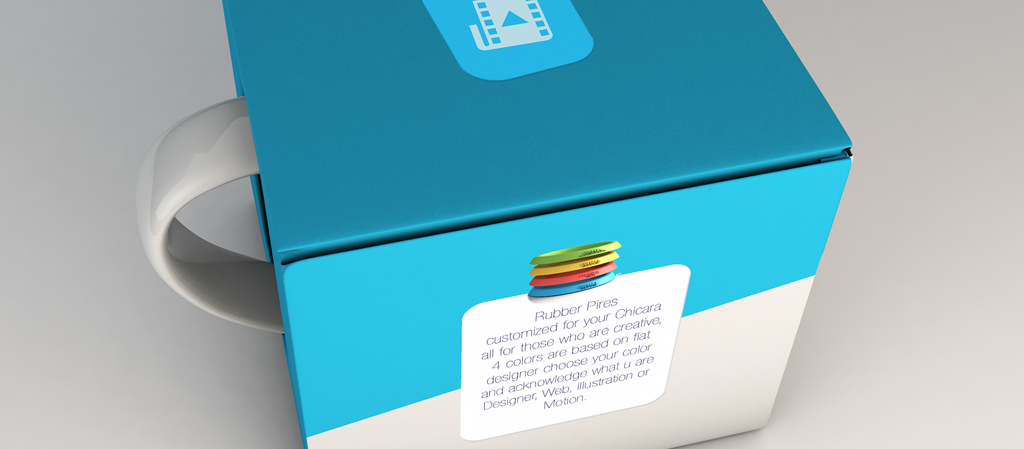 Rubber Pires
customized for your Chicara
all for those who are creative,
4 colors are based on flat
designer choose your color
and acknowledge what u are
Designer, Web, illustration or
Motion.